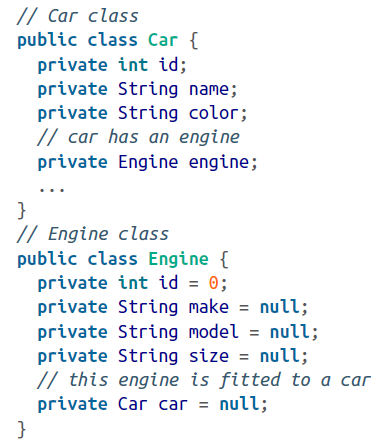 // Car class
public class Car {
  private int id;
  private String name;
  private String color;
  // car has an engine
  private Engine engine;
  ...
}
// Engine class
public class Engine {
  private int id = 0;
  private String make = null;
  private String model = null;
  private String size = null;
  // this engine is fitted to a car
  private Car car = null;
}